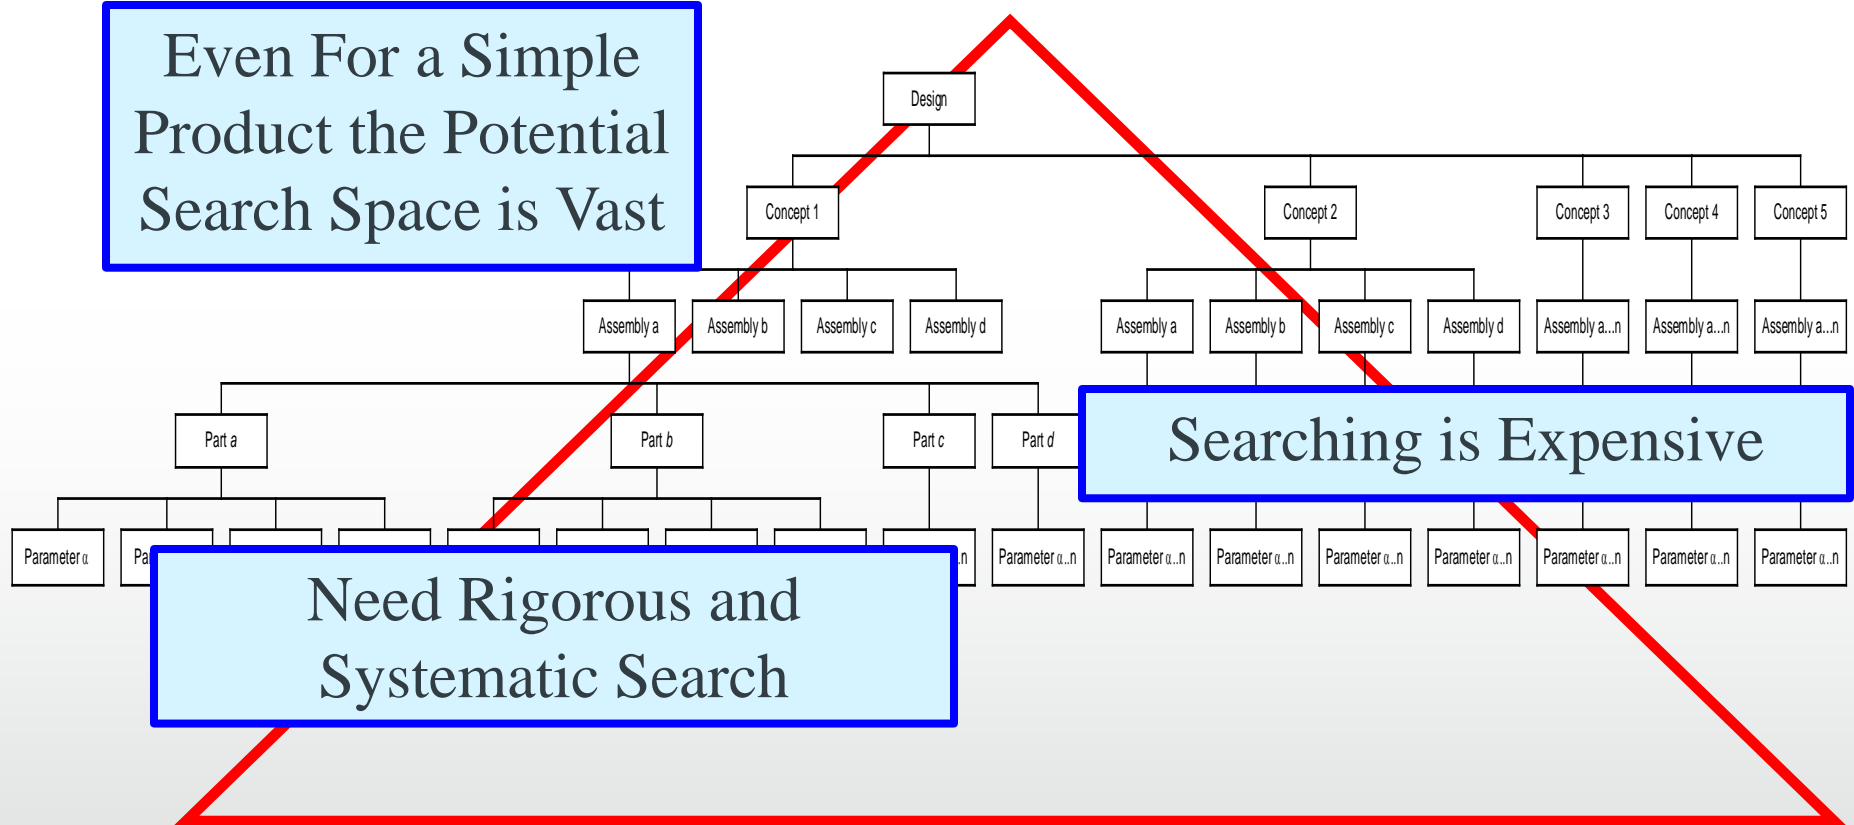 Even For a Simple
Product the Potential
Search Space is Vast
Design
Concept 1
Concept 2
Concept 3
Concept 4
Concept 5
Assembly a
Assembly b
Assembly c
Assembly d
Assembly a
Assembly b
Assembly c
Assembly d
Assembly a...n
Assembly a...n
Assembly a...n
Part a
Part b
Part c
Part d
Searching is Expensive
Parameter α
Parameter α..n
Parameter α..n
Parameter α..n
Parameter α..n
Parameter α..n
Parameter α..n
Parameter α..n
Parameter α..n
Need Rigorous and
Systematic Search